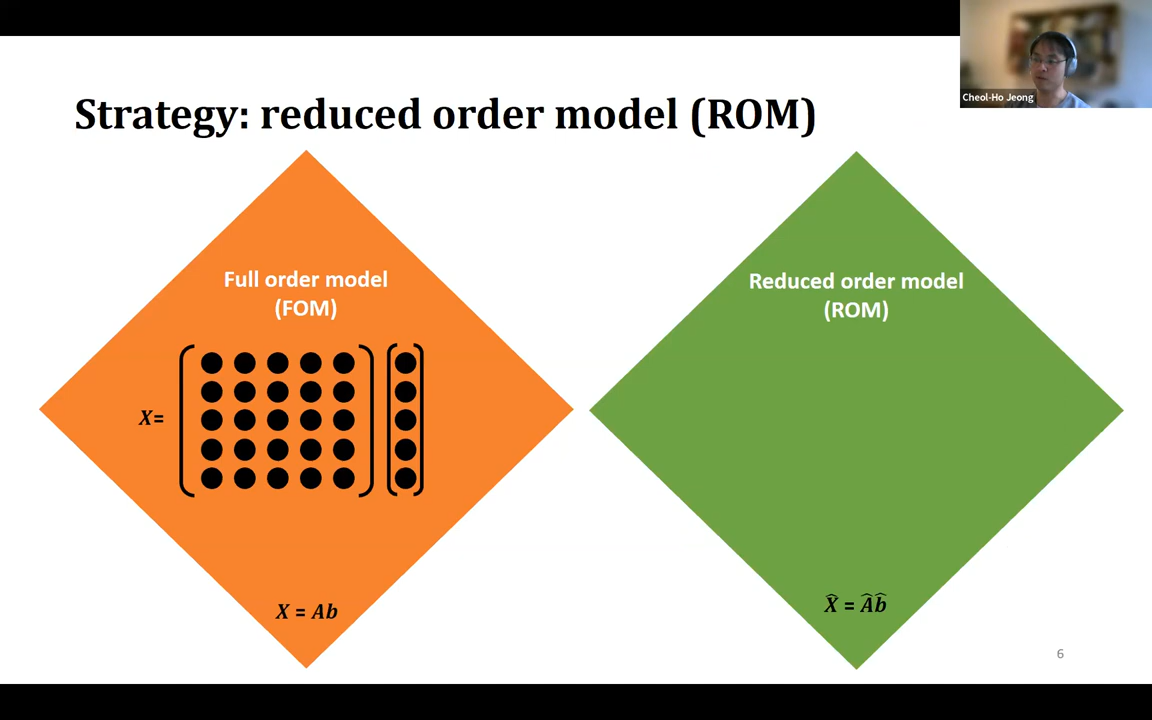 Cheol-Ho Jeong
Strategy: reduced order model (ROM)
Full order model
(FOM)
X=
X = Ab
Reduced order model
(ROM)
X̂ = Âb̂
6